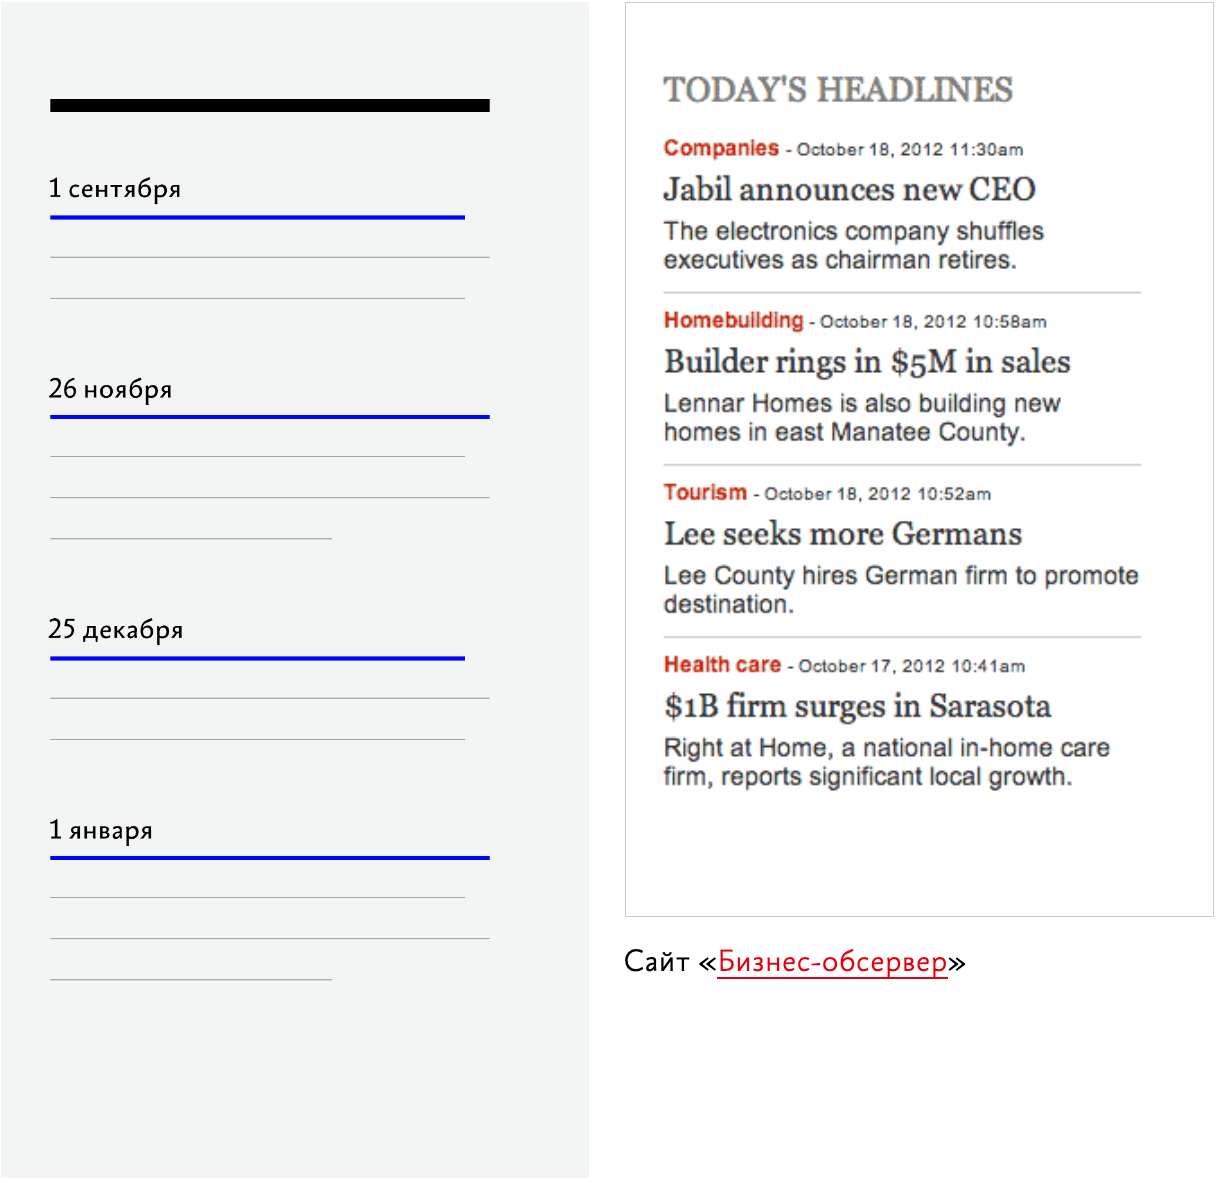 1 сентября
26 ноября
25 декабря
1 января
TODAY'S HEADLINES
Companies - October 18, 2012 11:30am
Jabil announces new CEO
The electronics company shuffles
executives as chairman retires.
Homebuilding - October 18, 2012 10:58am
Builder rings in $5M in sales
Lennar Homes is also building new
homes in east Manatee County.
Tourism - October 18, 2012 10:52am
Lee seeks more Germans
Lee County hires German firm to promote
destination.
Health care - October 17, 2012 10:41am
$1B firm surges in Sarasota
Right at Home, a national in-home care
firm, reports significant local growth.
Сайт «Бизнес-обсервер»